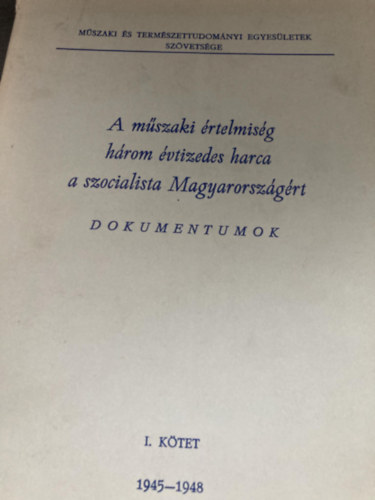 MŰSZAKI ÉS TERMÉSZETTUDOMÁNYI EGYESÜLETEK
SZÖVETSÉGE
A műszaki értelmiség
három évtizedes harca
a szocialista Magyarországért
DOKUMENTUMOK
I. KÖTET
1945—1948